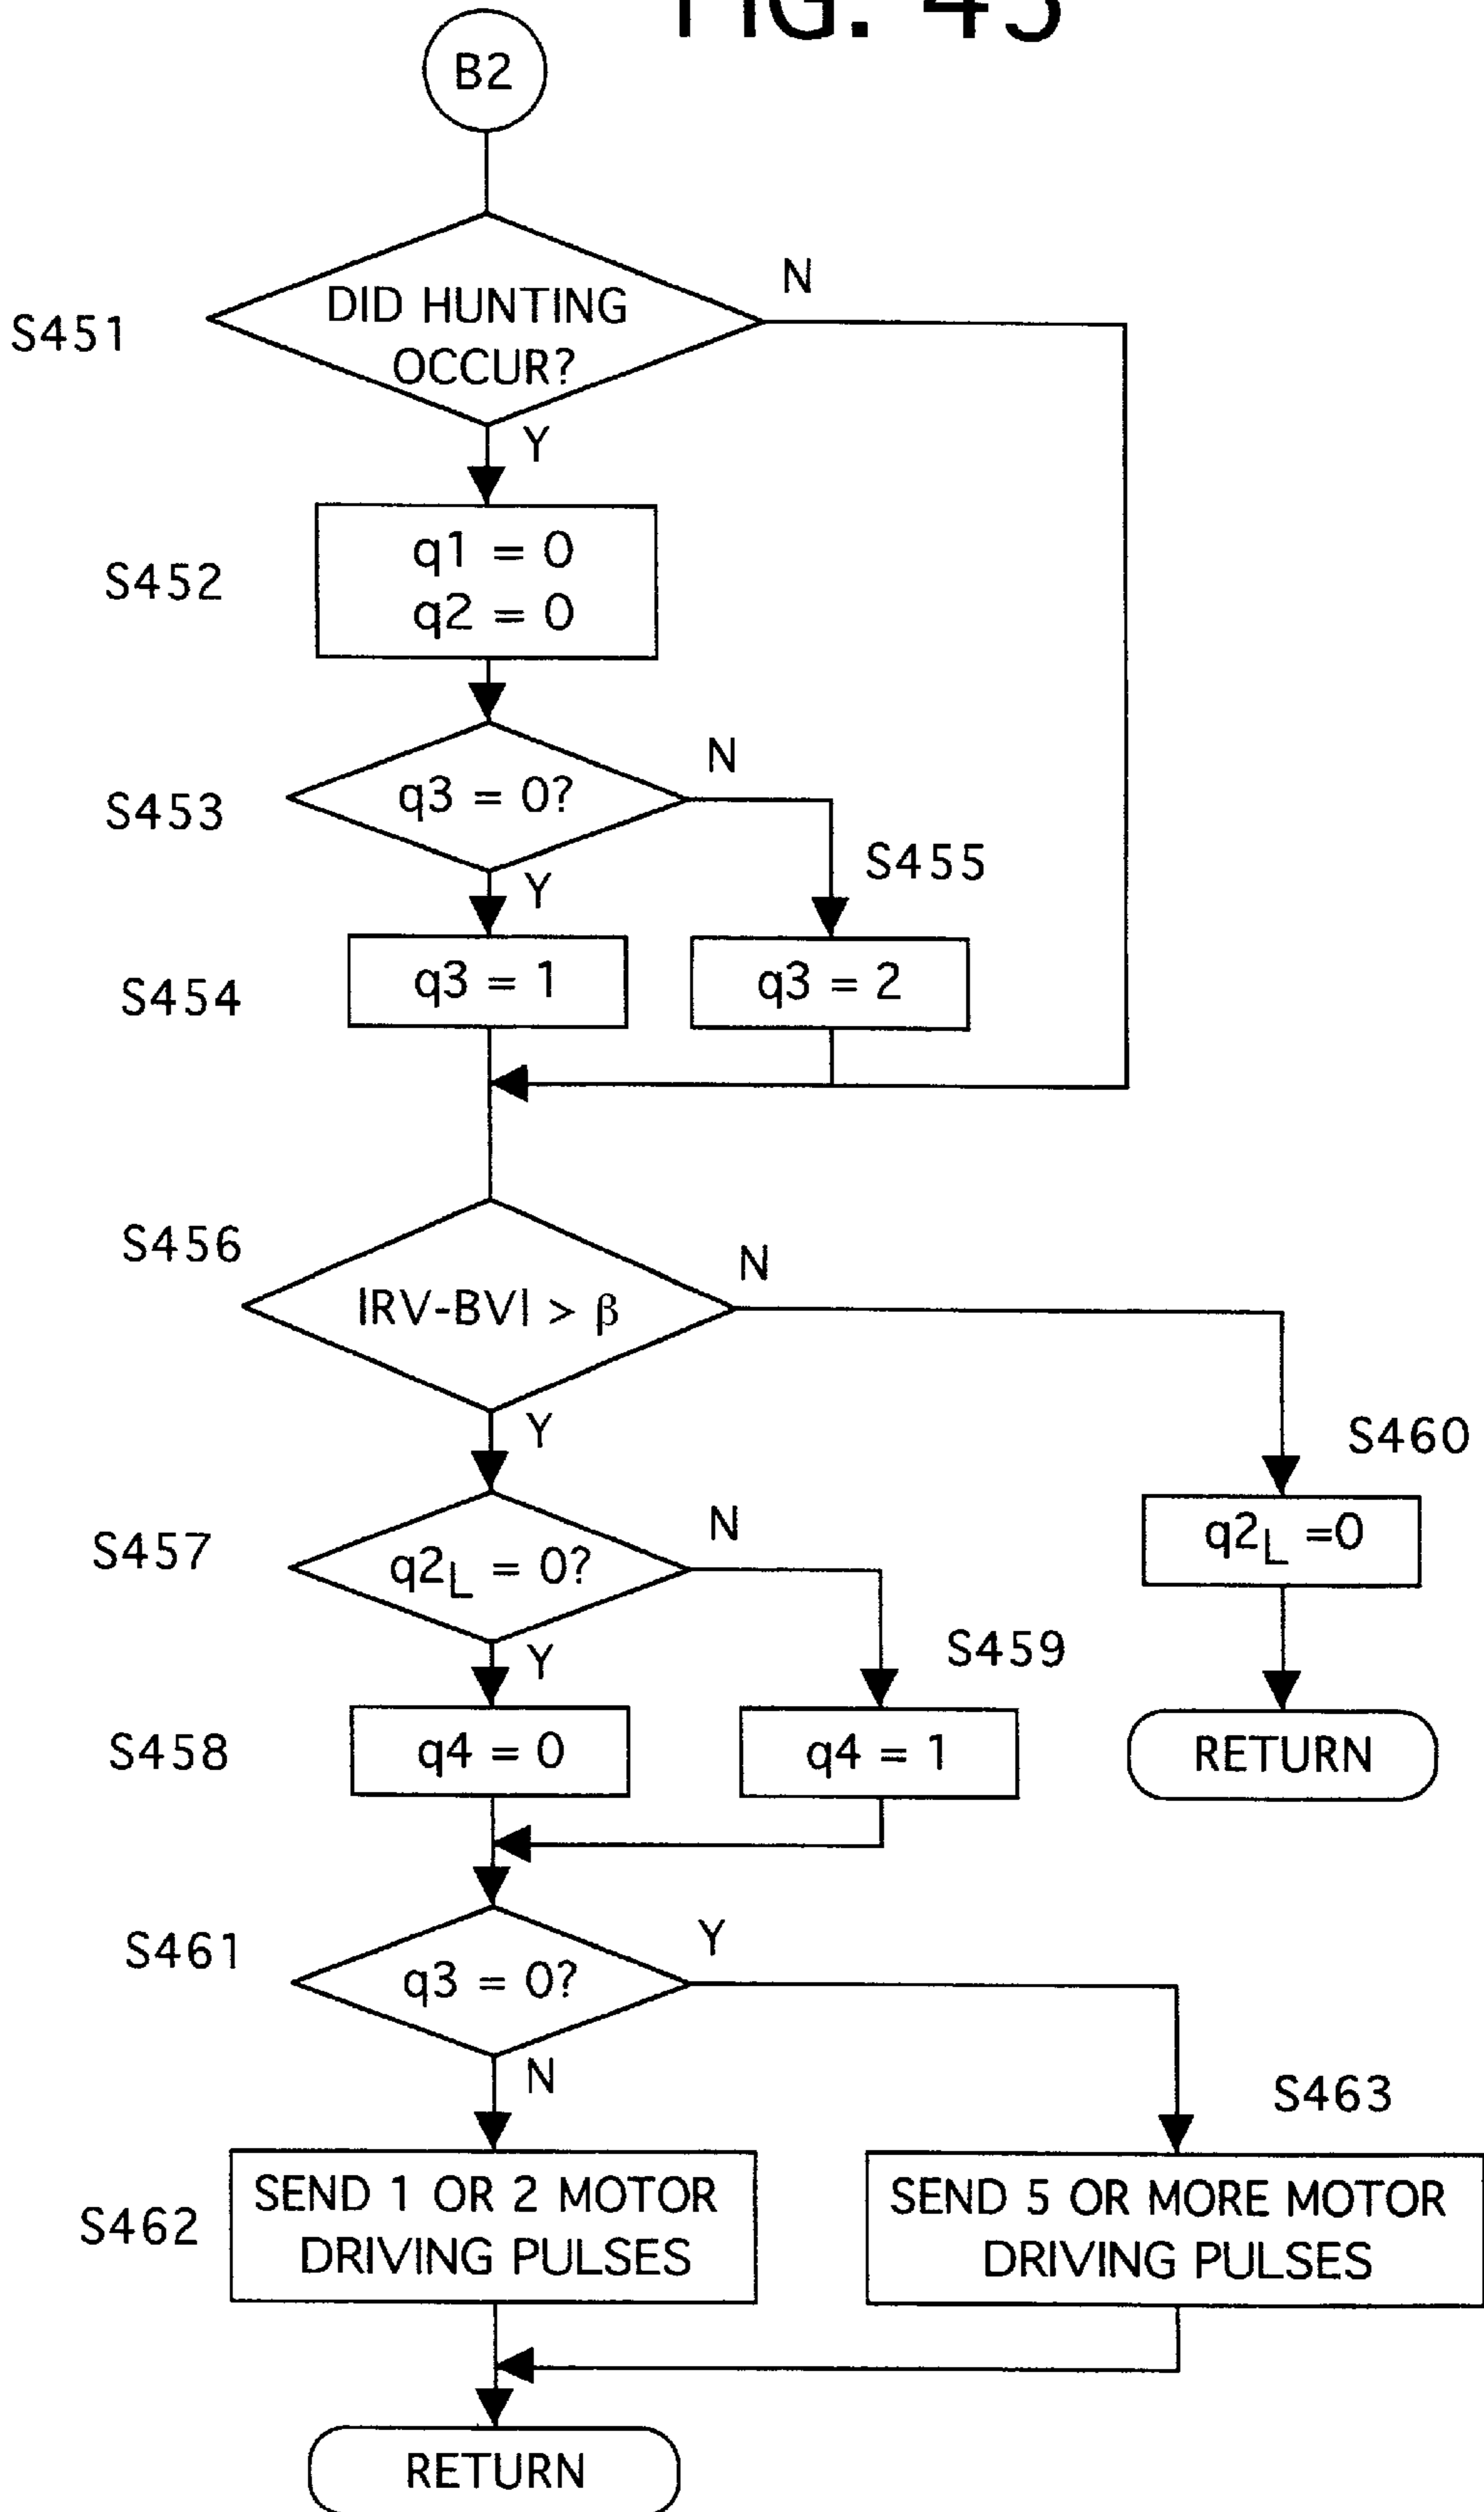 FIG. 45
B2
S451
DID HUNTING
OCCUR?
N
Y
S452
q1 = 0
q2 = 0
S453
q3 = 0?
N
Y
S455
S454
q3 = 1
q3 = 2
S456
|RV-BV| > β
N
Y
S460
q2L =0
S457
q2L = 0?
N
Y
S459
S458
q4 = 0
q4 = 1
RETURN
S461
q3 = 0?
Y
N
S463
S462
SEND 1 OR 2 MOTOR
DRIVING PULSES
SEND 5 OR MORE MOTOR
DRIVING PULSES
RETURN